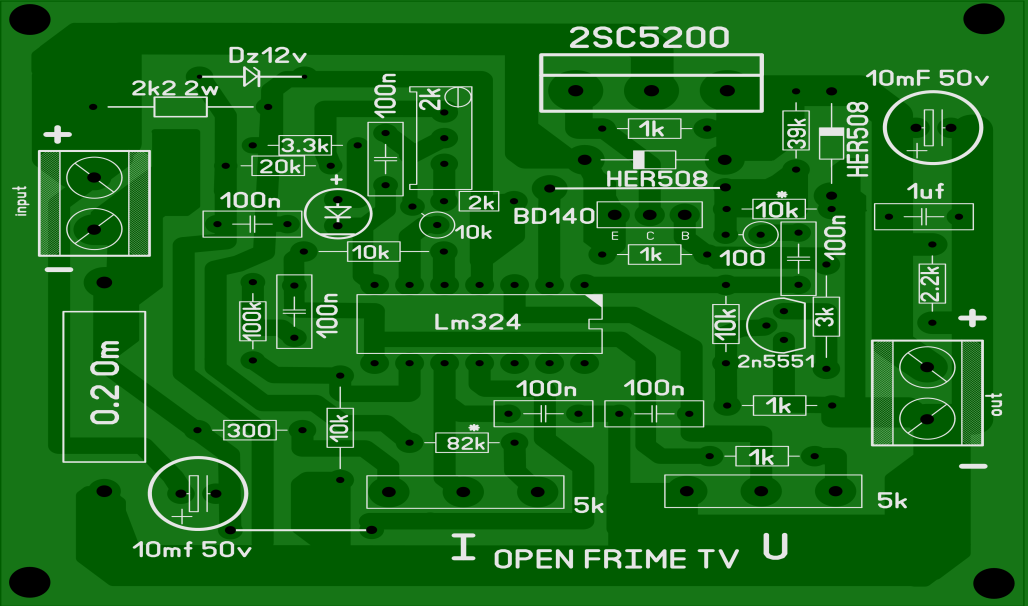 2SC5200
Dz12v
2k2 2w
100n
2k
10mF 50v
1k
39k
HER508
+
3.3k
20k
HER508
input
+
100n
2k
*
10k
1uf
BD140
10k
E C B
100
100n
10k
1k
−
2.2k
100k
100n
Lm324
10k
3k
+
0.2 Om
2n5551
100n
100n
out
1k
10k
300
*
82k
1k
−
+
5k
5k
10mf 50v
I
OPEN FRIME TV
U